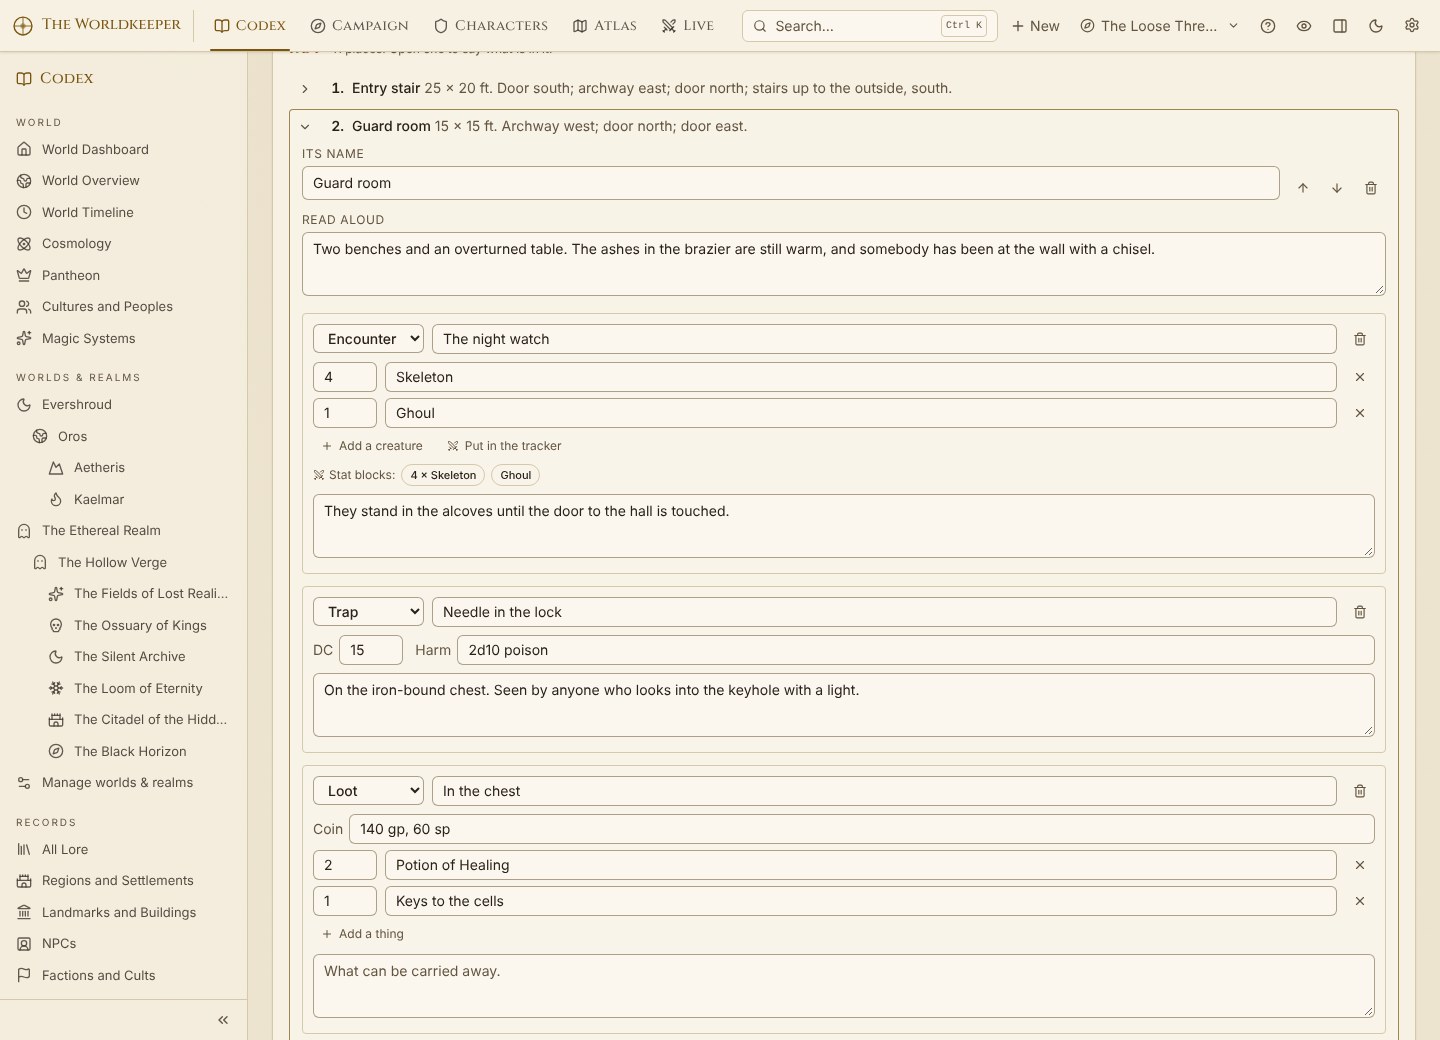 The Worldkeeper
Codex
Campaign
Characters
Atlas
Live
Search...
Ctrl K
New
The Loose Thre...
Codex
WORLD
World Dashboard
World Overview
World Timeline
Cosmology
Pantheon
Cultures and Peoples
Magic Systems
WORLDS & REALMS
Evershroud
Oros
Aetheris
Kaelmar
The Ethereal Realm
The Hollow Verge
The Fields of Lost Reali...
The Ossuary of Kings
The Silent Archive
The Loom of Eternity
The Citadel of the Hidd...
The Black Horizon
Manage worlds & realms
RECORDS
All Lore
Regions and Settlements
Landmarks and Buildings
NPCs
Factions and Cults
1. Entry stair 25 × 20 ft. Door south; archway east; door north; stairs up to the outside, south.
2. Guard room 15 × 15 ft. Archway west; door north; door east.
ITS NAME
Guard room
READ ALOUD
Two benches and an overturned table. The ashes in the brazier are still warm, and somebody has been at the wall with a chisel.
Encounter
The night watch
4 Skeleton
1 Ghoul
Add a creature
Put in the tracker
Stat blocks: 4 × Skeleton Ghoul
They stand in the alcoves until the door to the hall is touched.
Trap
Needle in the lock
DC 15 Harm 2d10 poison
On the iron-bound chest. Seen by anyone who looks into the keyhole with a light.
Loot
In the chest
Coin 140 gp, 60 sp
2 Potion of Healing
1 Keys to the cells
Add a thing
What can be carried away.